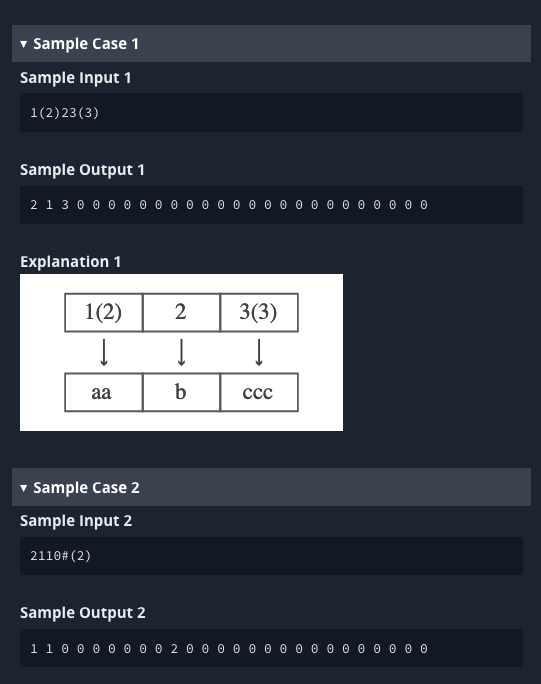 ▾ Sample Case 1
Sample Input 1
1(2)23(3)
Sample Output 1
2 1 3 0 0 0 0 0 0 0 0 0 0 0 0 0 0 0 0 0 0 0 0 0 0 0
Explanation 1
1(2) 2 3(3)
↓ ↓ ↓
aa b ccc
▾ Sample Case 2
Sample Input 2
2110#(2)
Sample Output 2
1 1 0 0 0 0 0 0 0 2 0 0 0 0 0 0 0 0 0 0 0 0 0 0 0 0